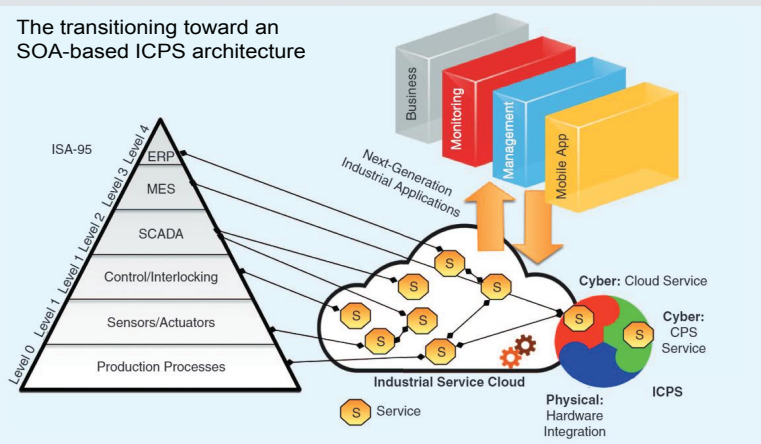 The transitioning toward an
SOA-based ICPS architecture
Business
Monitoring
Management
Mobile App
Next-Generation
Industrial Applications
ISA-95
Level 4
Level 3
Level 2
Level 1
Level 1
Level 0
ERP
MES
SCADA
Control/Interlocking
Sensors/Actuators
Production Processes
S
S
S
S
S
S
S
Industrial Service Cloud
S Service
Cyber: Cloud Service
S
S
Cyber:
CPS
Service
ICPS
Physical:
Hardware
Integration